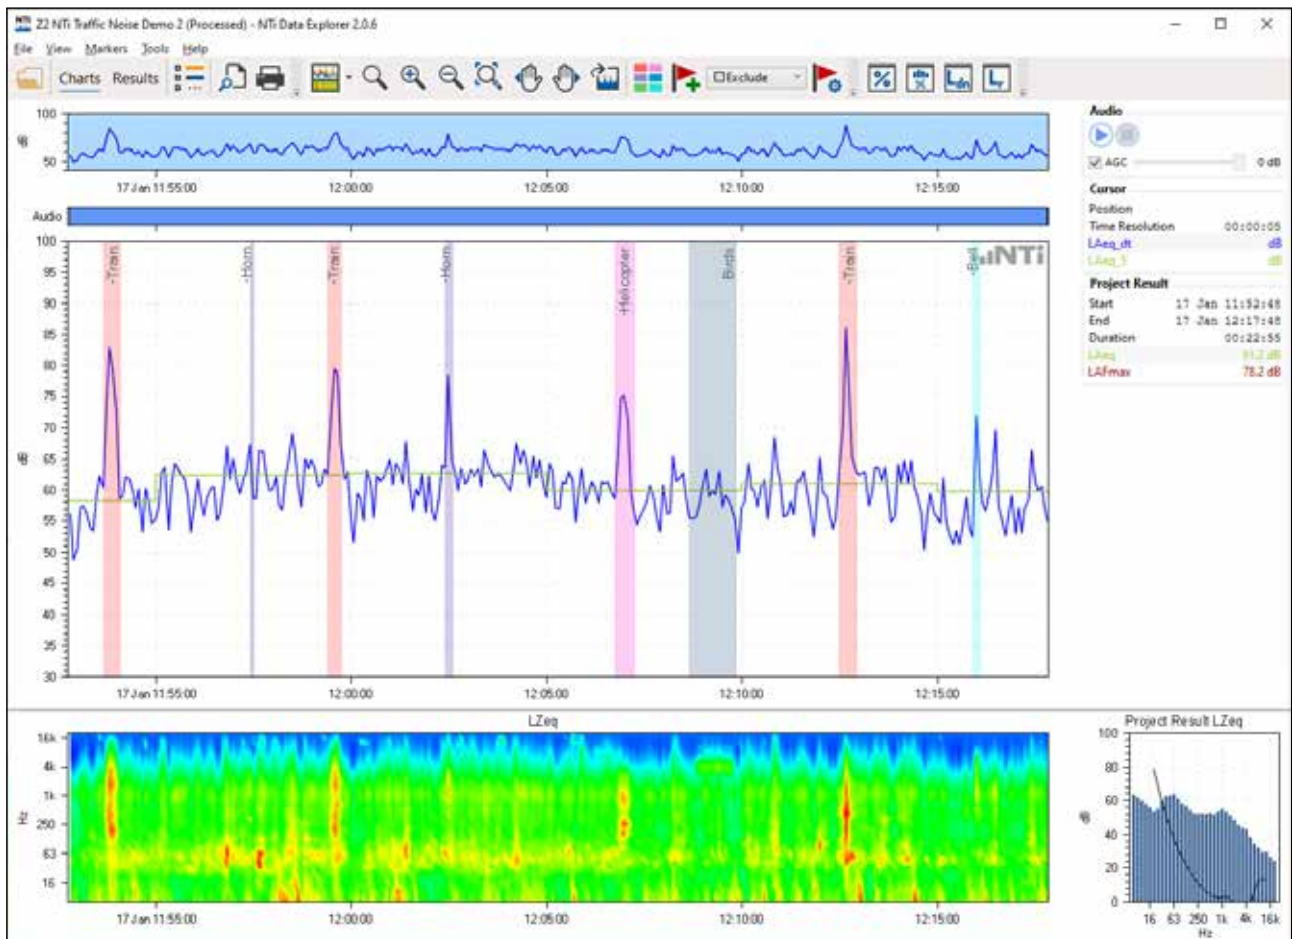 Z2 NTi Traffic Noise Demo 2 (Processed) - NTi Data Explorer 2.0.6
File View Markers Tools Help
Charts Results Exclude % Ldn Lr
100
dB
50
17 Jan 11:55:00 12:00:00 12:05:00 12:10:00 12:15:00
Audio
100
95
90
85
80
75
70
65
60
55
50
45
40
35
30
dB
-Train
-Horn
-Train
-Horn
-Helicopter
Birds
-Train
-Bell
NTi
17 Jan 11:55:00 12:00:00 12:05:00 12:10:00 12:15:00
Audio
AGC 0 dB
Cursor
Position
Time Resolution 00:00:05
LAeq_dt dB
LAeq_5 dB
Project Result
Start 17 Jan 11:52:48
End 17 Jan 12:17:48
Duration 00:22:55
LAeq 61.2 dB
LAFmax 78.2 dB
LZeq
16k
4k
1k
250
63
16
Hz
17 Jan 11:55:00 12:00:00 12:05:00 12:10:00 12:15:00
Project Result LZeq
100
80
60
40
20
0
dB
16 63 250 1k 4k 16k
Hz